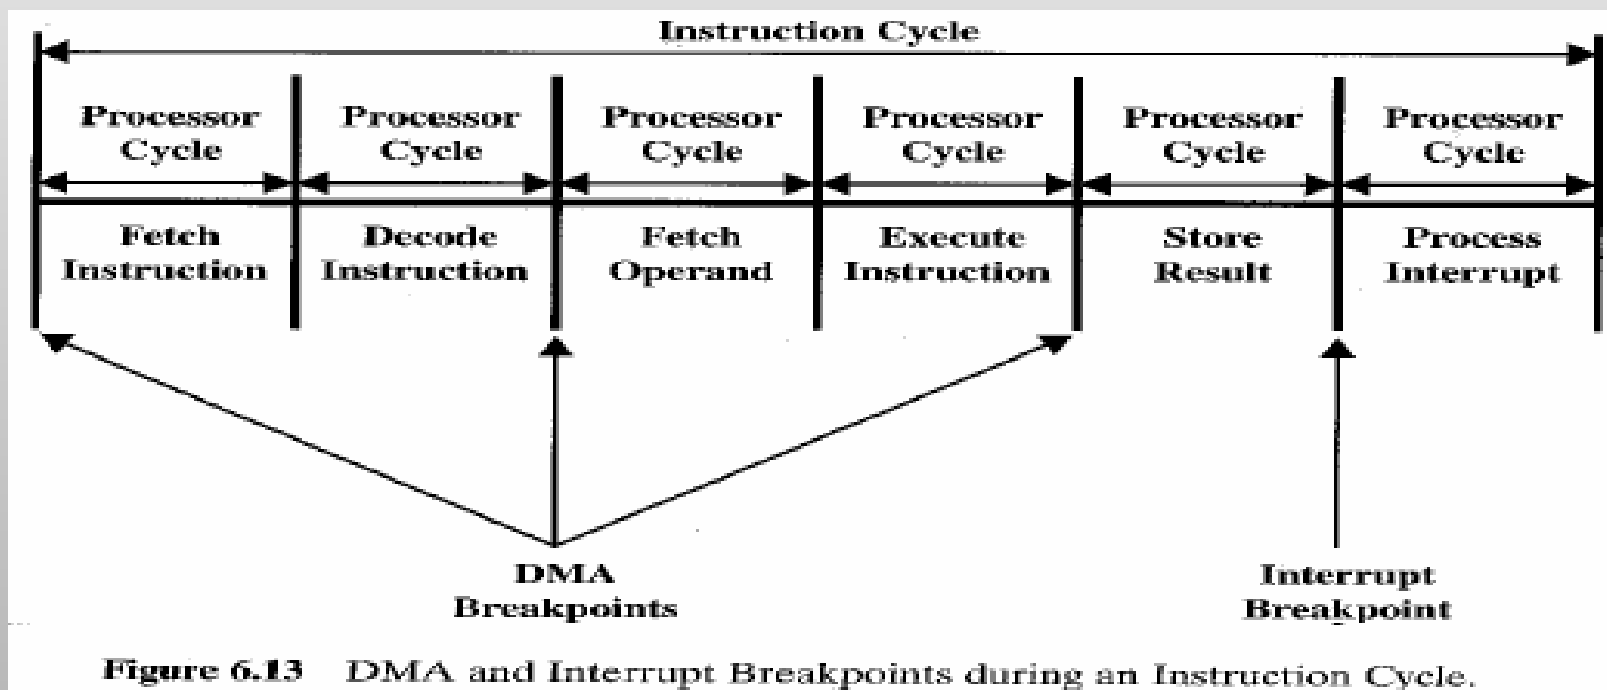 Instruction Cycle
Processor Processor Processor Processor Processor Processor
Cycle Cycle Cycle Cycle Cycle Cycle
Fetch Decode Fetch Execute Store Process
Instruction Instruction Operand Instruction Result Interrupt
DMA Interrupt
Breakpoints Breakpoint
Figure 6.13 DMA and Interrupt Breakpoints during an Instruction Cycle.